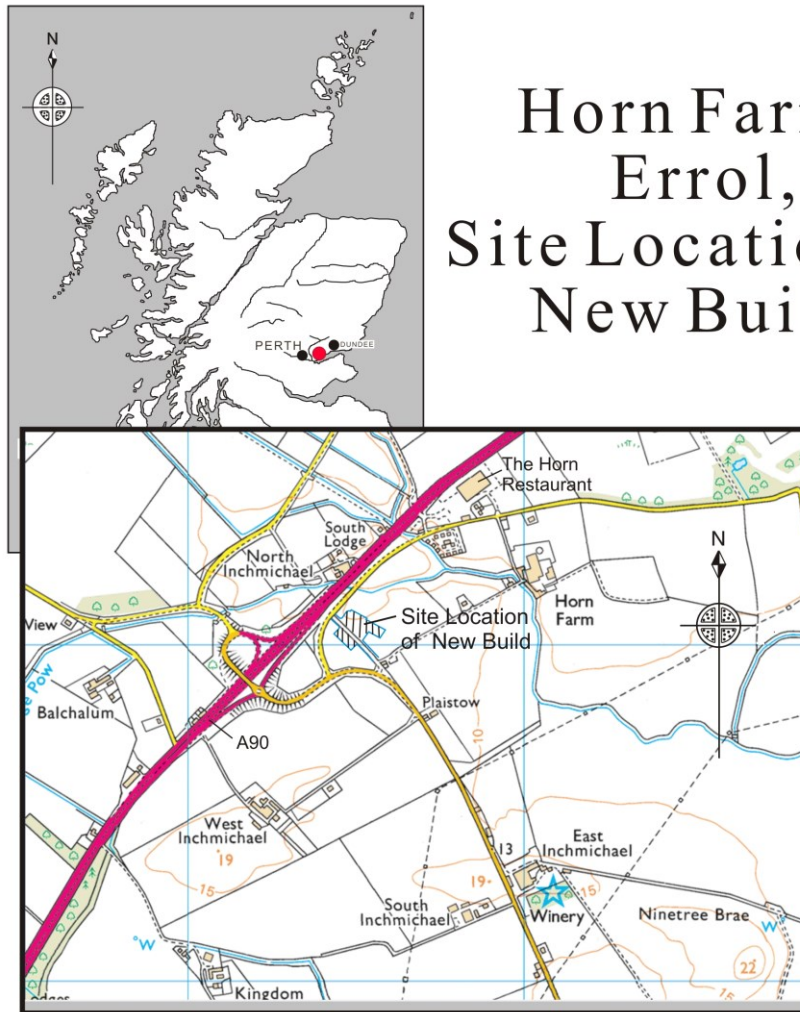 N
PERTH
DUNDEE
Horn Far
Errol,
Site Locatio
New Bui
The Horn
Restaurant
South
Lodge
North
Inchmichael
N
Site Location
of New Build
Horn
Farm
View
Pow
Balchalum
A90
Plaistow
10
West
Inchmichael
19
15
13
East
Inchmichael
19
15
South
Inchmichael
Winery
Ninetree Brae
W
W
22
15
Kingdom